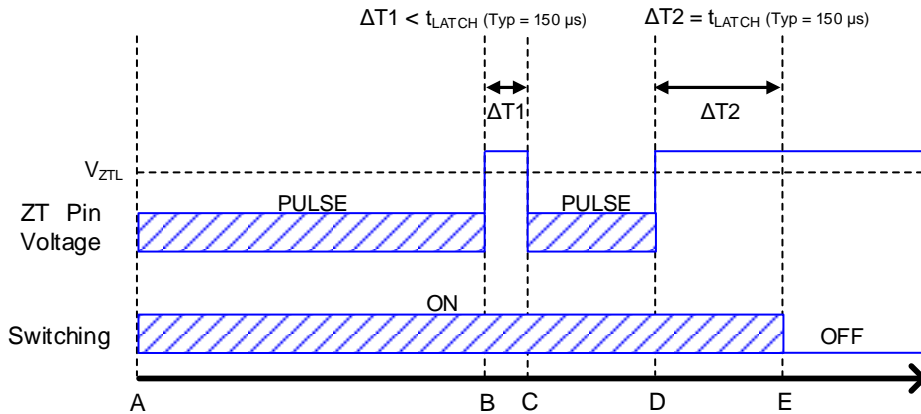 ΔT1 < tLATCH (Typ = 150 µs)
ΔT2 = tLATCH (Typ = 150 µs)
ΔT1
ΔT2
VZTL
ZT Pin
Voltage
PULSE
PULSE
Switching
ON
OFF
A
B
C
D
E